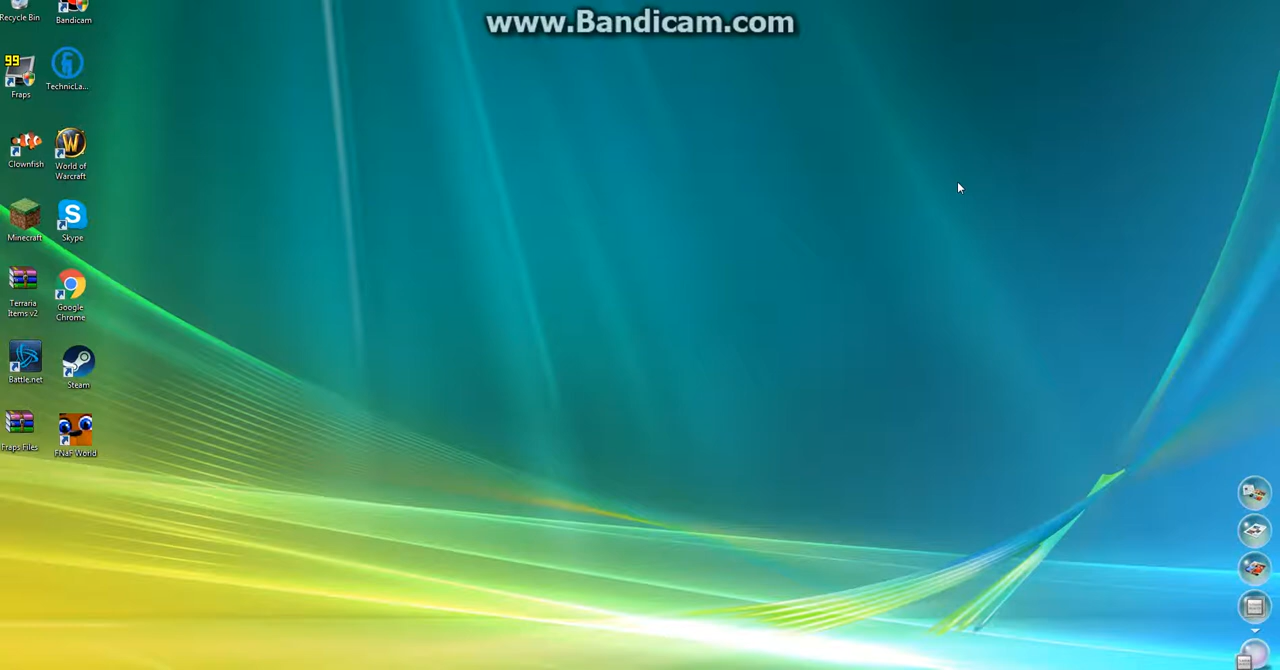 www.Bandicam.com
Recycle Bin
Bandicam
99
Fraps
TechnicLa...
Clownfish
World of
Warcraft
Minecraft
Skype
Terraria
Items v2
Google
Chrome
Battle.net
Steam
Fraps Files
FNaF World